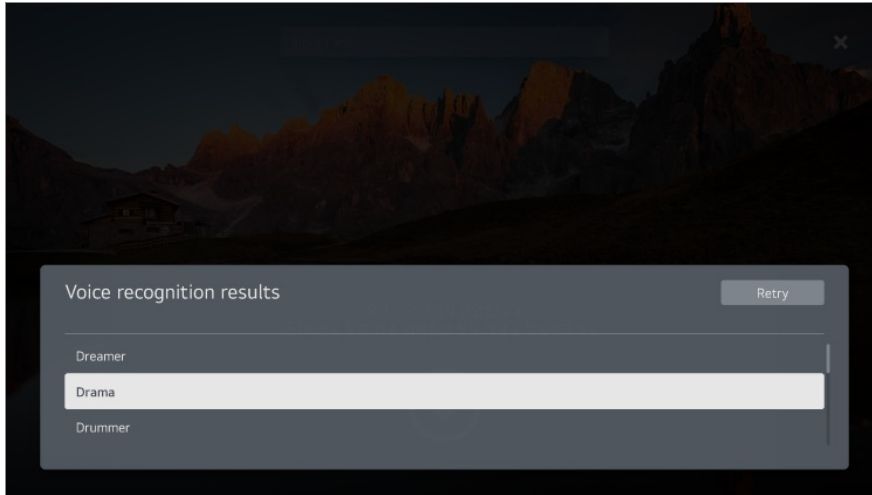 Voice recognition results
Retry
Dreamer
Drama
Drummer